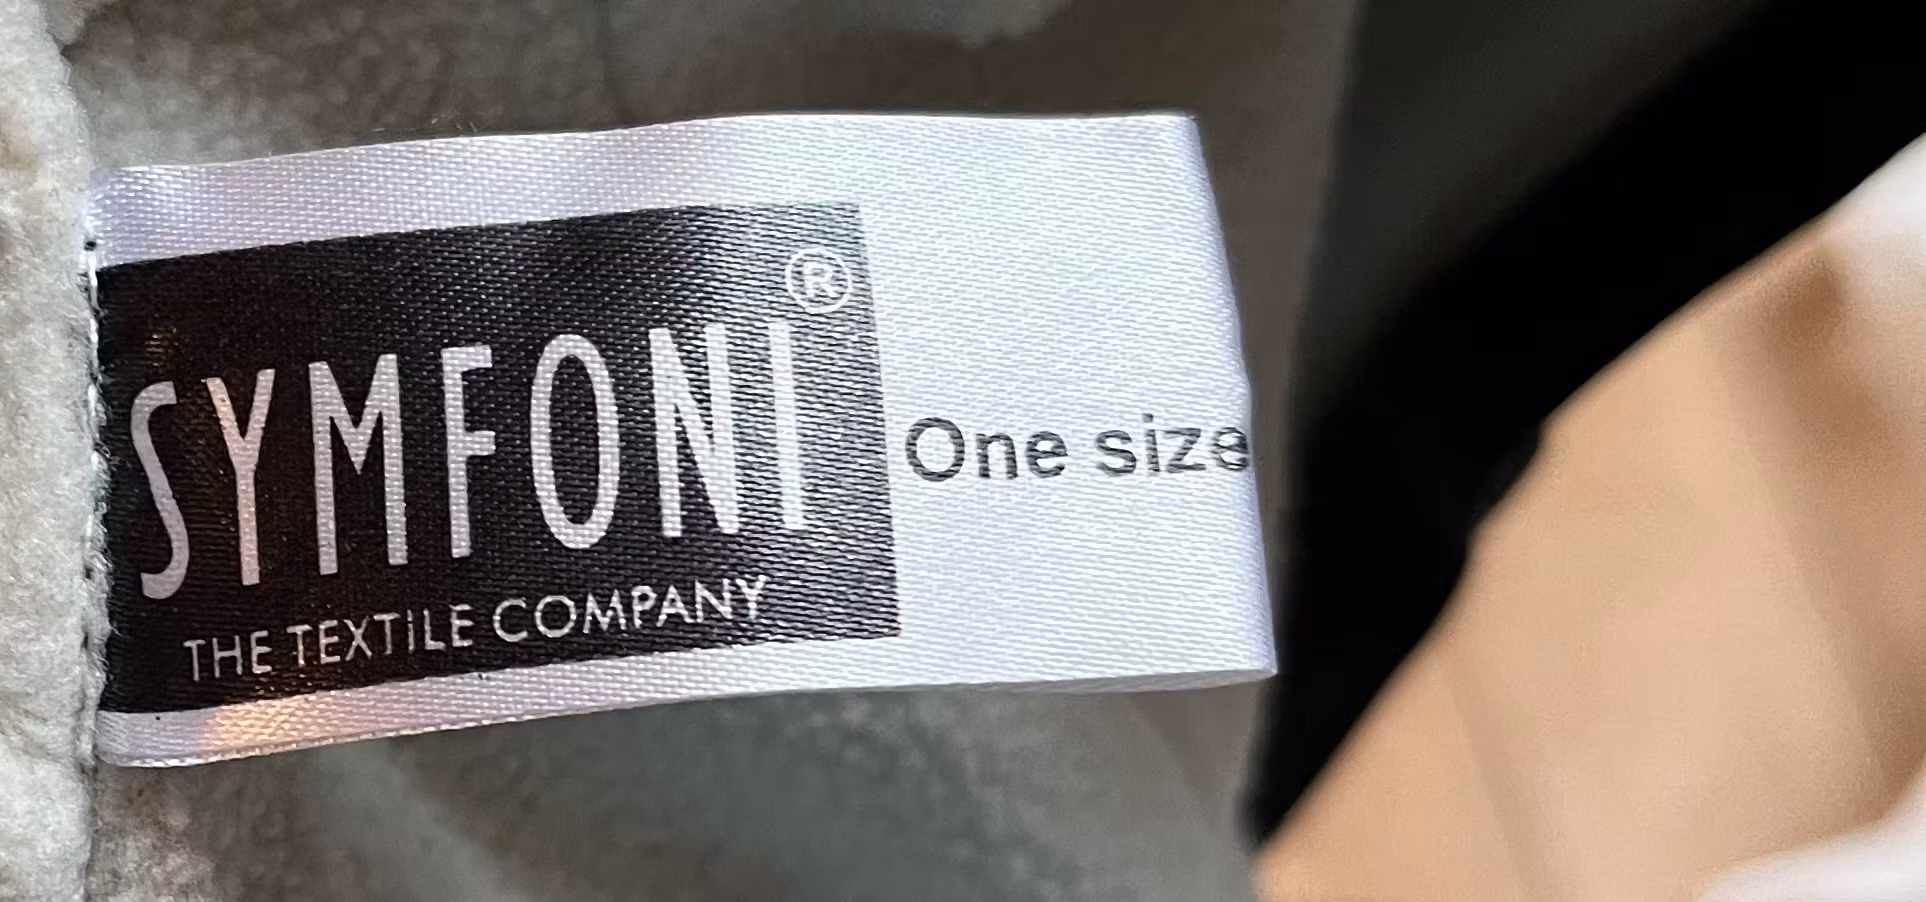 SYMFONI®
THE TEXTILE COMPANY
One size